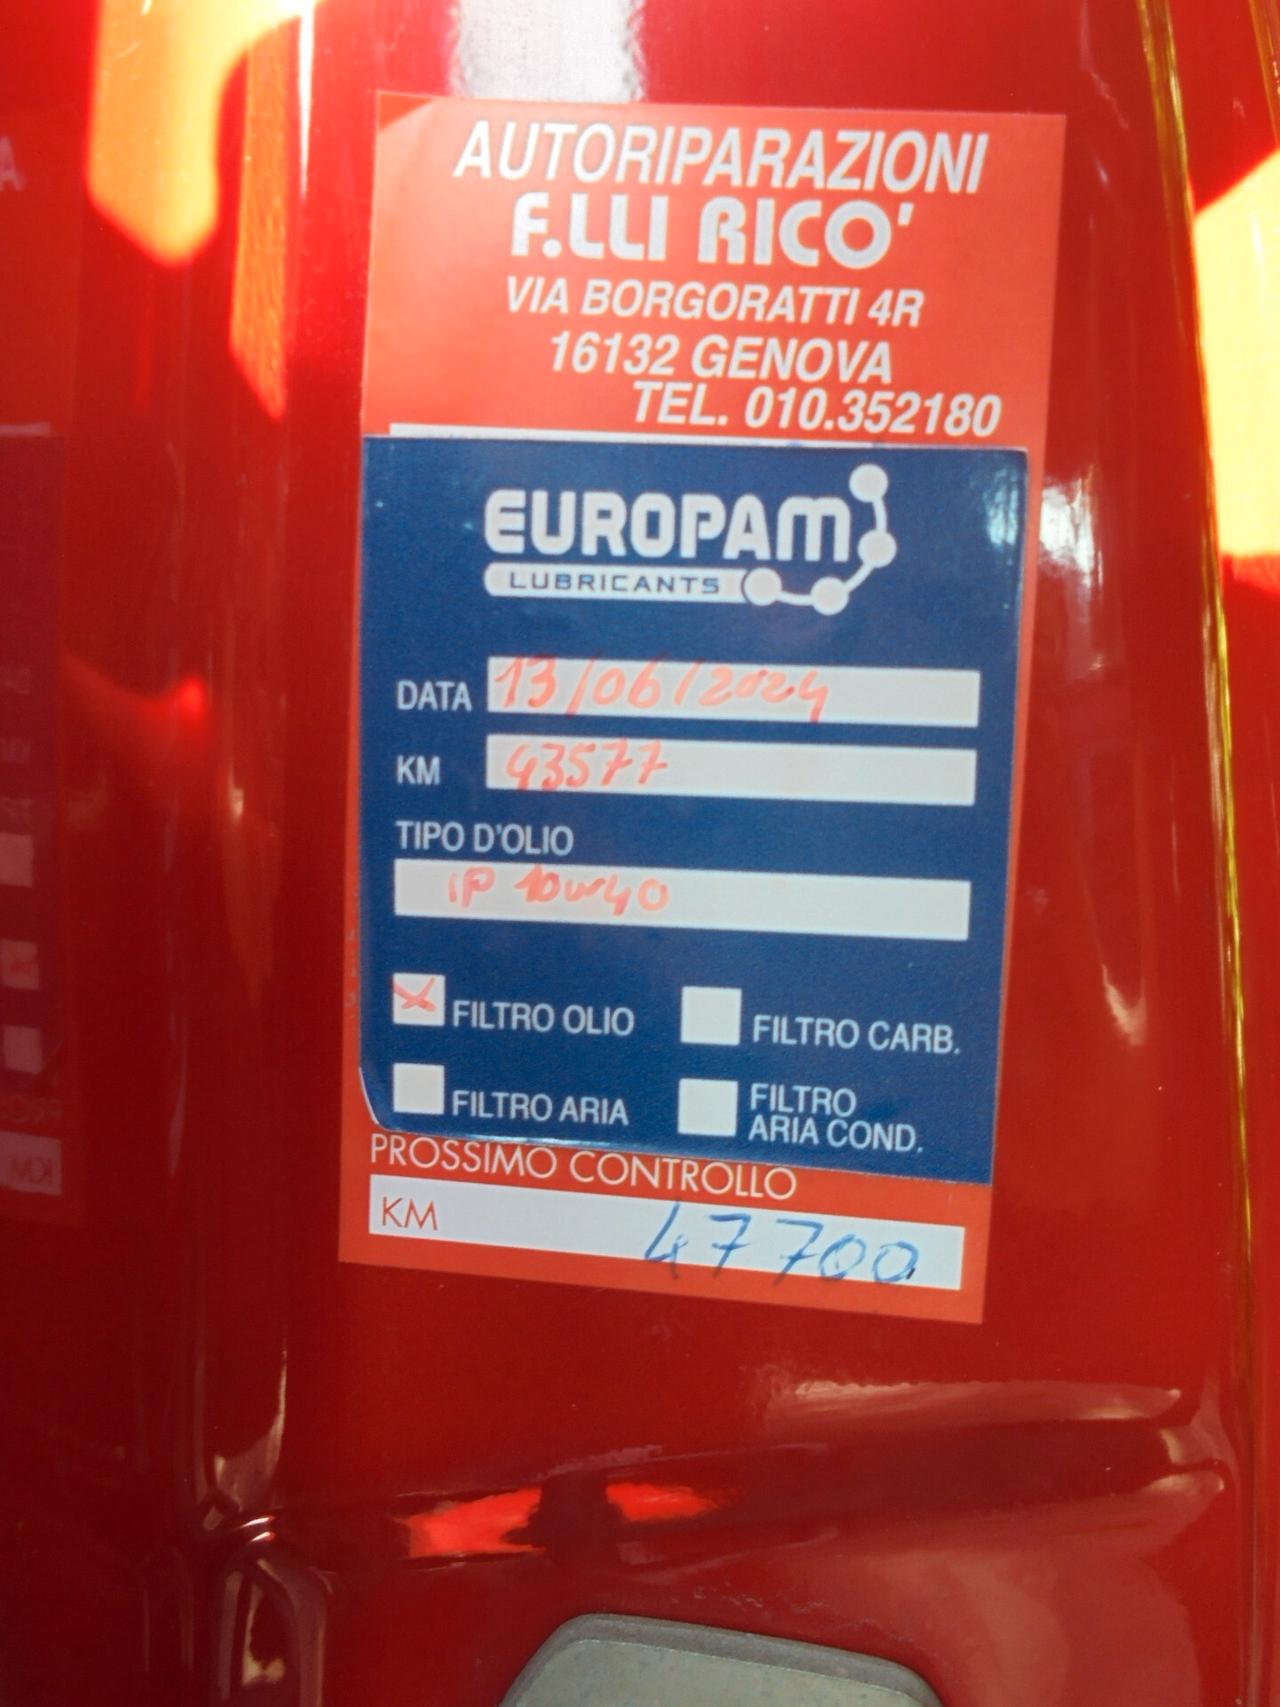 AUTORIPARAZIONI
F.LLI RICO'
VIA BORGORATTI 4R
16132 GENOVA
TEL. 010.352180
EUROPAM
LUBRICANTS
DATA 13/06/2024
KM 43577
TIPO D'OLIO
IP 10W40
FILTRO OLIO FILTRO CARB.
FILTRO ARIA FILTRO ARIA COND.
PROSSIMO CONTROLLO
KM 47700